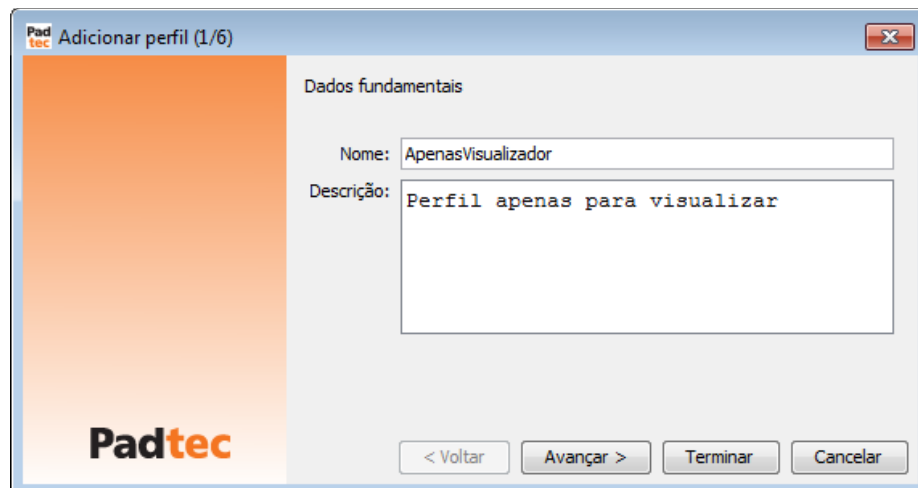 Pad
tec
Adicionar perfil (1/6)
Dados fundamentais
Nome: ApenasVisualizador
Descrição: Perfil apenas para visualizar
Padtec
< Voltar Avançar > Terminar Cancelar